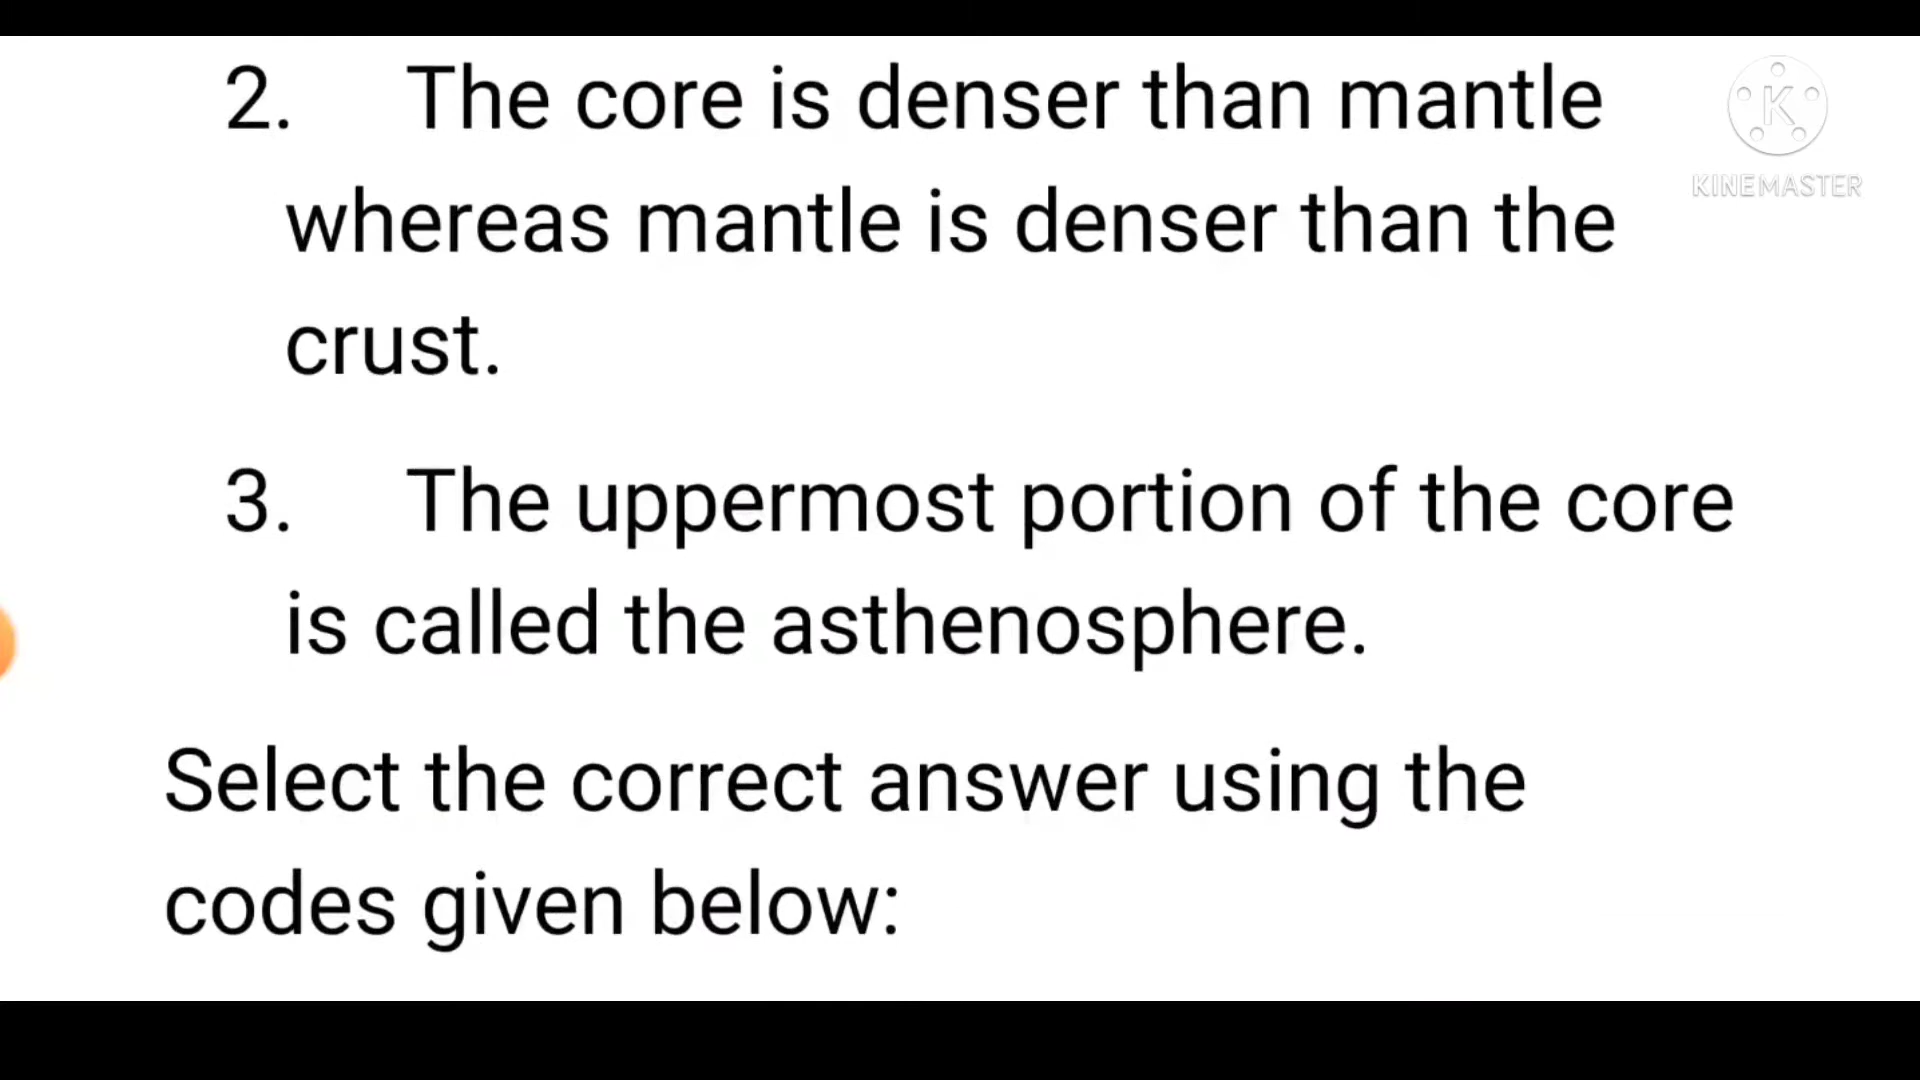 2. The core is denser than mantle
whereas mantle is denser than the
crust.
3. The uppermost portion of the core
is called the asthenosphere.
Select the correct answer using the
codes given below:
K
KINEMASTER